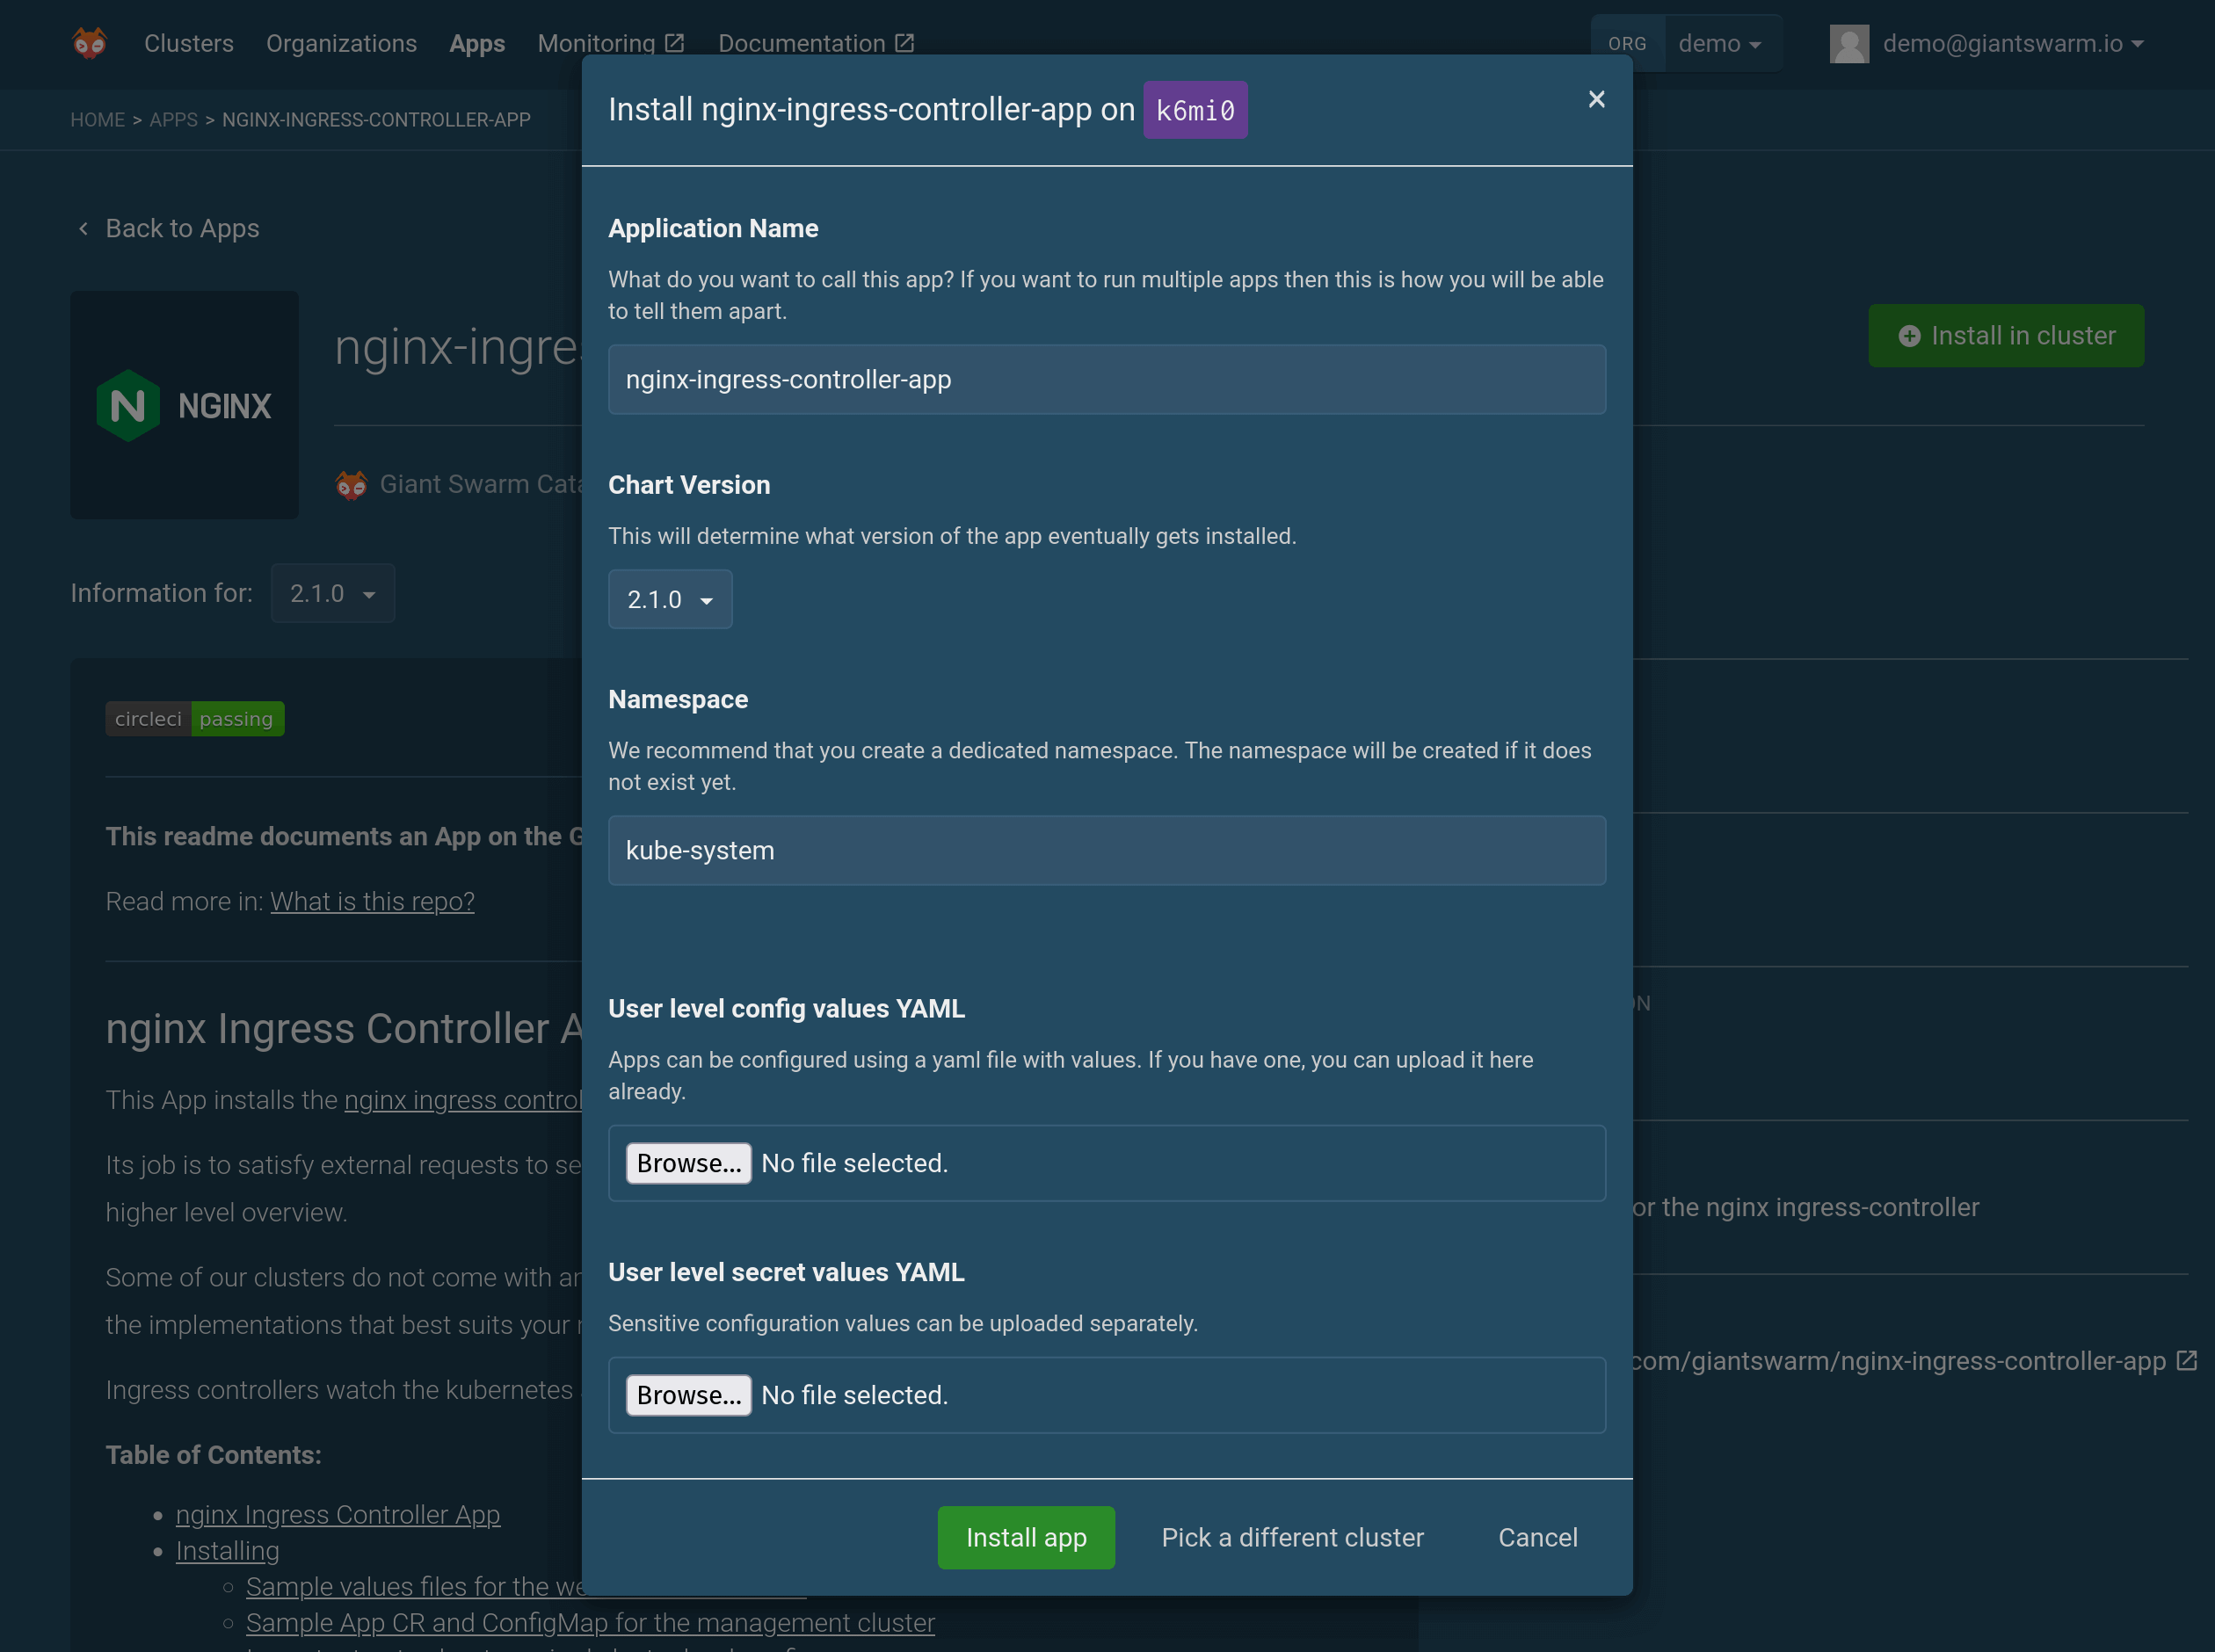 Clusters Organizations Apps Monitoring Documentation ORG demo demo@giantswarm.io
HOME > APPS > NGINX-INGRESS-CONTROLLER-APP
Back to Apps
NGINX
nginx-ingre
Giant Swarm Cata
Install in cluster
Information for: 2.1.0
circleci passing
This readme documents an App on the G
Read more in: What is this repo?
nginx Ingress Controller A
This App installs the nginx ingress control
Its job is to satisfy external requests to se
higher level overview.
Some of our clusters do not come with an
the implementations that best suits your
Ingress controllers watch the kubernetes
Table of Contents:
• nginx Ingress Controller App
• Installing
◦ Sample values files for the we
◦ Sample App CR and ConfigMap for the management cluster
Install nginx-ingress-controller-app on k6mi0
×
Application Name
What do you want to call this app? If you want to run multiple apps then this is how you will be able
to tell them apart.
nginx-ingress-controller-app
Chart Version
This will determine what version of the app eventually gets installed.
2.1.0
Namespace
We recommend that you create a dedicated namespace. The namespace will be created if it does
not exist yet.
kube-system
User level config values YAML
Apps can be configured using a yaml file with values. If you have one, you can upload it here
already.
Browse... No file selected.
User level secret values YAML
Sensitive configuration values can be uploaded separately.
Browse... No file selected.
Install app Pick a different cluster Cancel
ON
or the nginx ingress-controller
com/giantswarm/nginx-ingress-controller-app